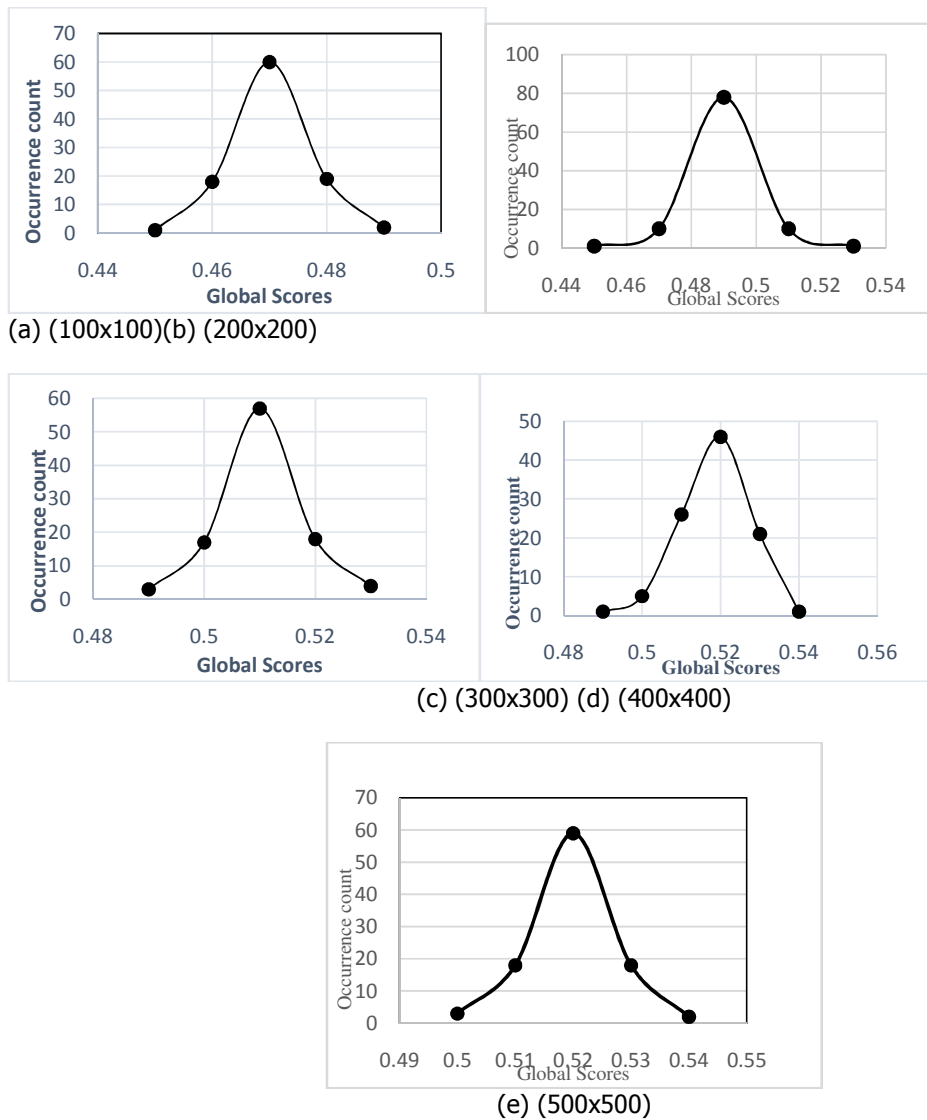 70
60
50
40
30
20
10
0
Occurrence count
0.44 0.46 0.48 0.5
Global Scores
100
80
60
40
20
0
Occurrence count
0.44 0.46 0.48 0.5 0.52 0.54
Global Scores
(a) (100x100)(b) (200x200)
60
50
40
30
20
10
0
Occurrence count
0.48 0.5 0.52 0.54
Global Scores
50
40
30
20
10
0
Occurrence count
0.48 0.5 0.52 0.54 0.56
Global Scores
(c) (300x300) (d) (400x400)
70
60
50
40
30
20
10
0
Occurrence count
0.49 0.5 0.51 0.52 0.53 0.54 0.55
Global Scores
(e) (500x500)